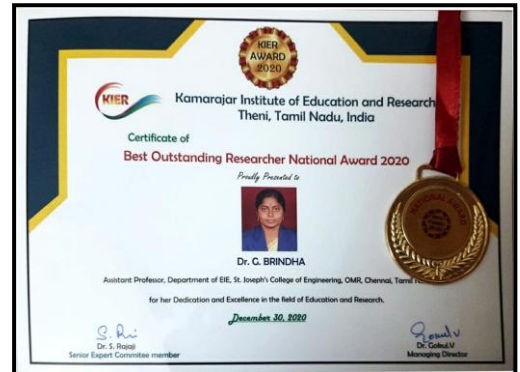 KIER
AWARD
2020
KIER
Kamarajar Institute of Education and Research
Theni, Tamil Nadu, India
Certificate of
Best Outstanding Researcher National Award 2020
Proudly Presented to
Dr. G. BRINDHA
Assistant Professor, Department of EIE, St. Joseph's College of Engineering, OMR, Chennai, Tamil
for her Dedication and Excellence in the field of Education and Research.
December 30, 2020
Dr. S. Rajaji
Senior Expert Commitee member
Dr. Gokul.V
Managing Director
NATIONAL AWARD